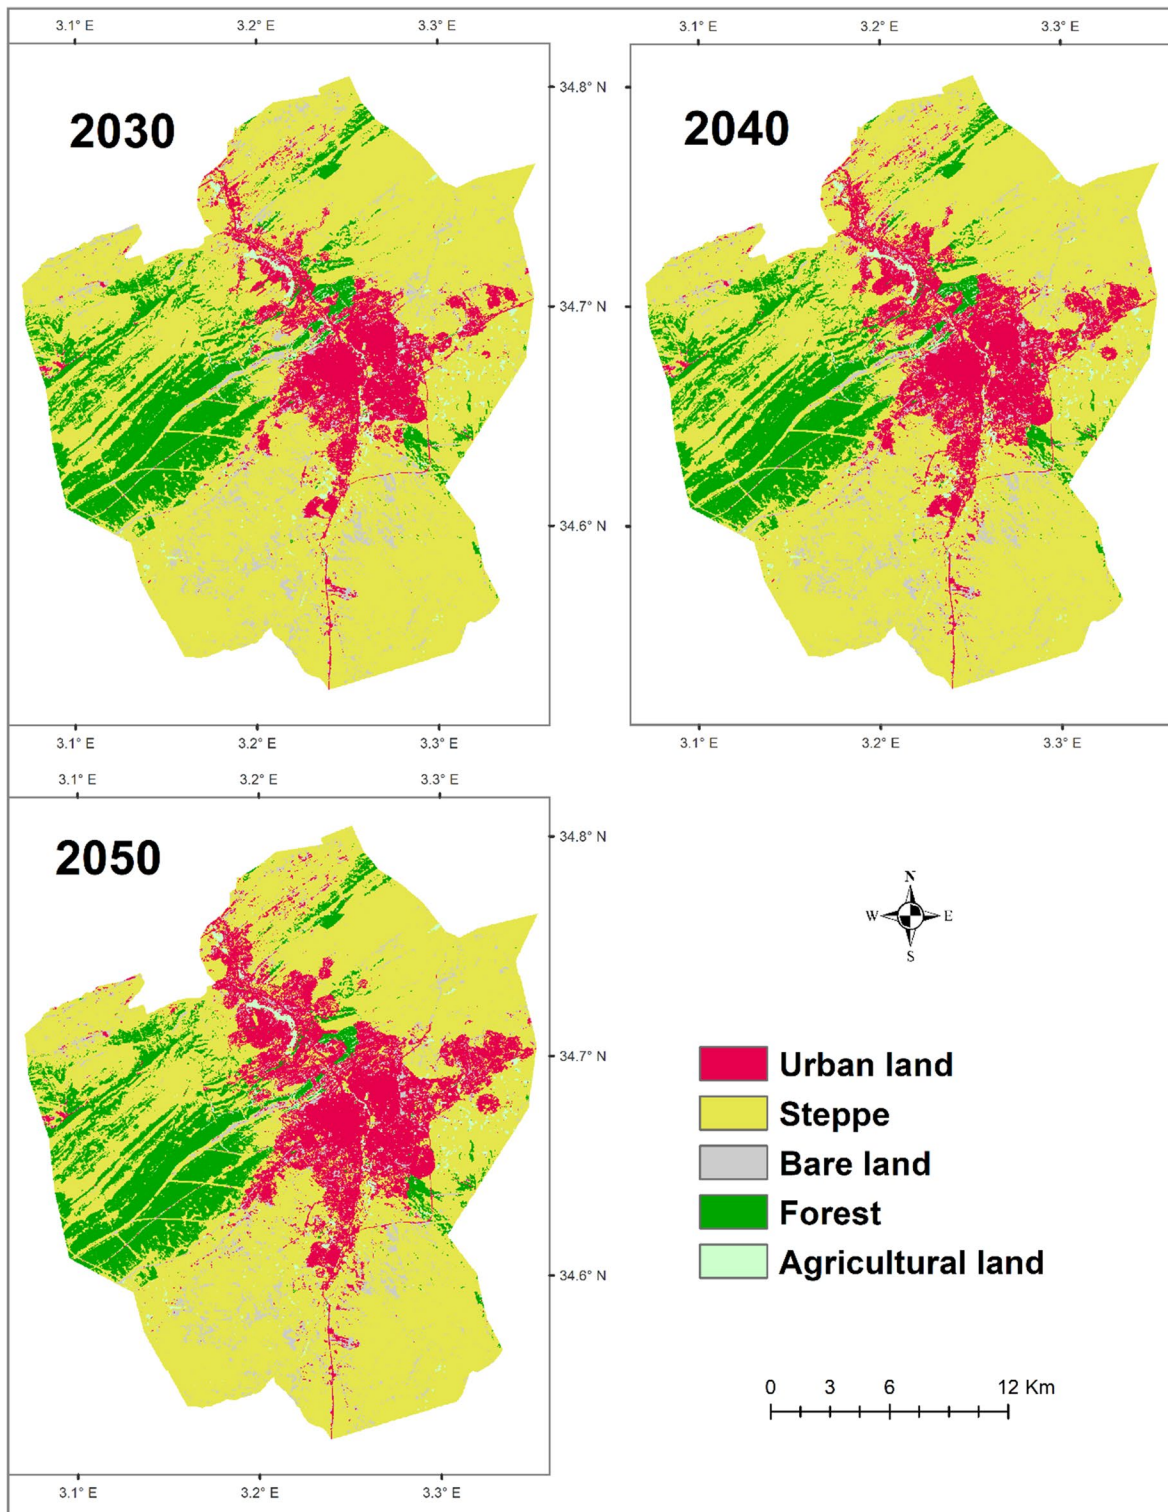 3.1° E 3.2° E 3.3° E
3.1° E 3.2° E 3.3° E
2030
2040
34.8° N
34.7° N
34.6° N
3.1° E 3.2° E 3.3° E
3.1° E 3.2° E 3.3° E
3.1° E 3.2° E 3.3° E
2050
34.8° N
34.7° N
34.6° N
3.1° E 3.2° E 3.3° E
N
W E
S
Urban land
Steppe
Bare land
Forest
Agricultural land
0 3 6 12 Km